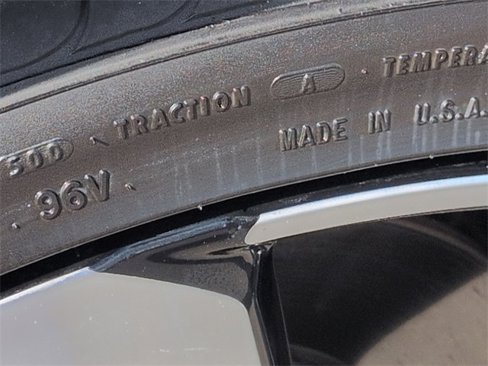 500 TRACTION A TEMPERA
96V MADE IN U.S.A.